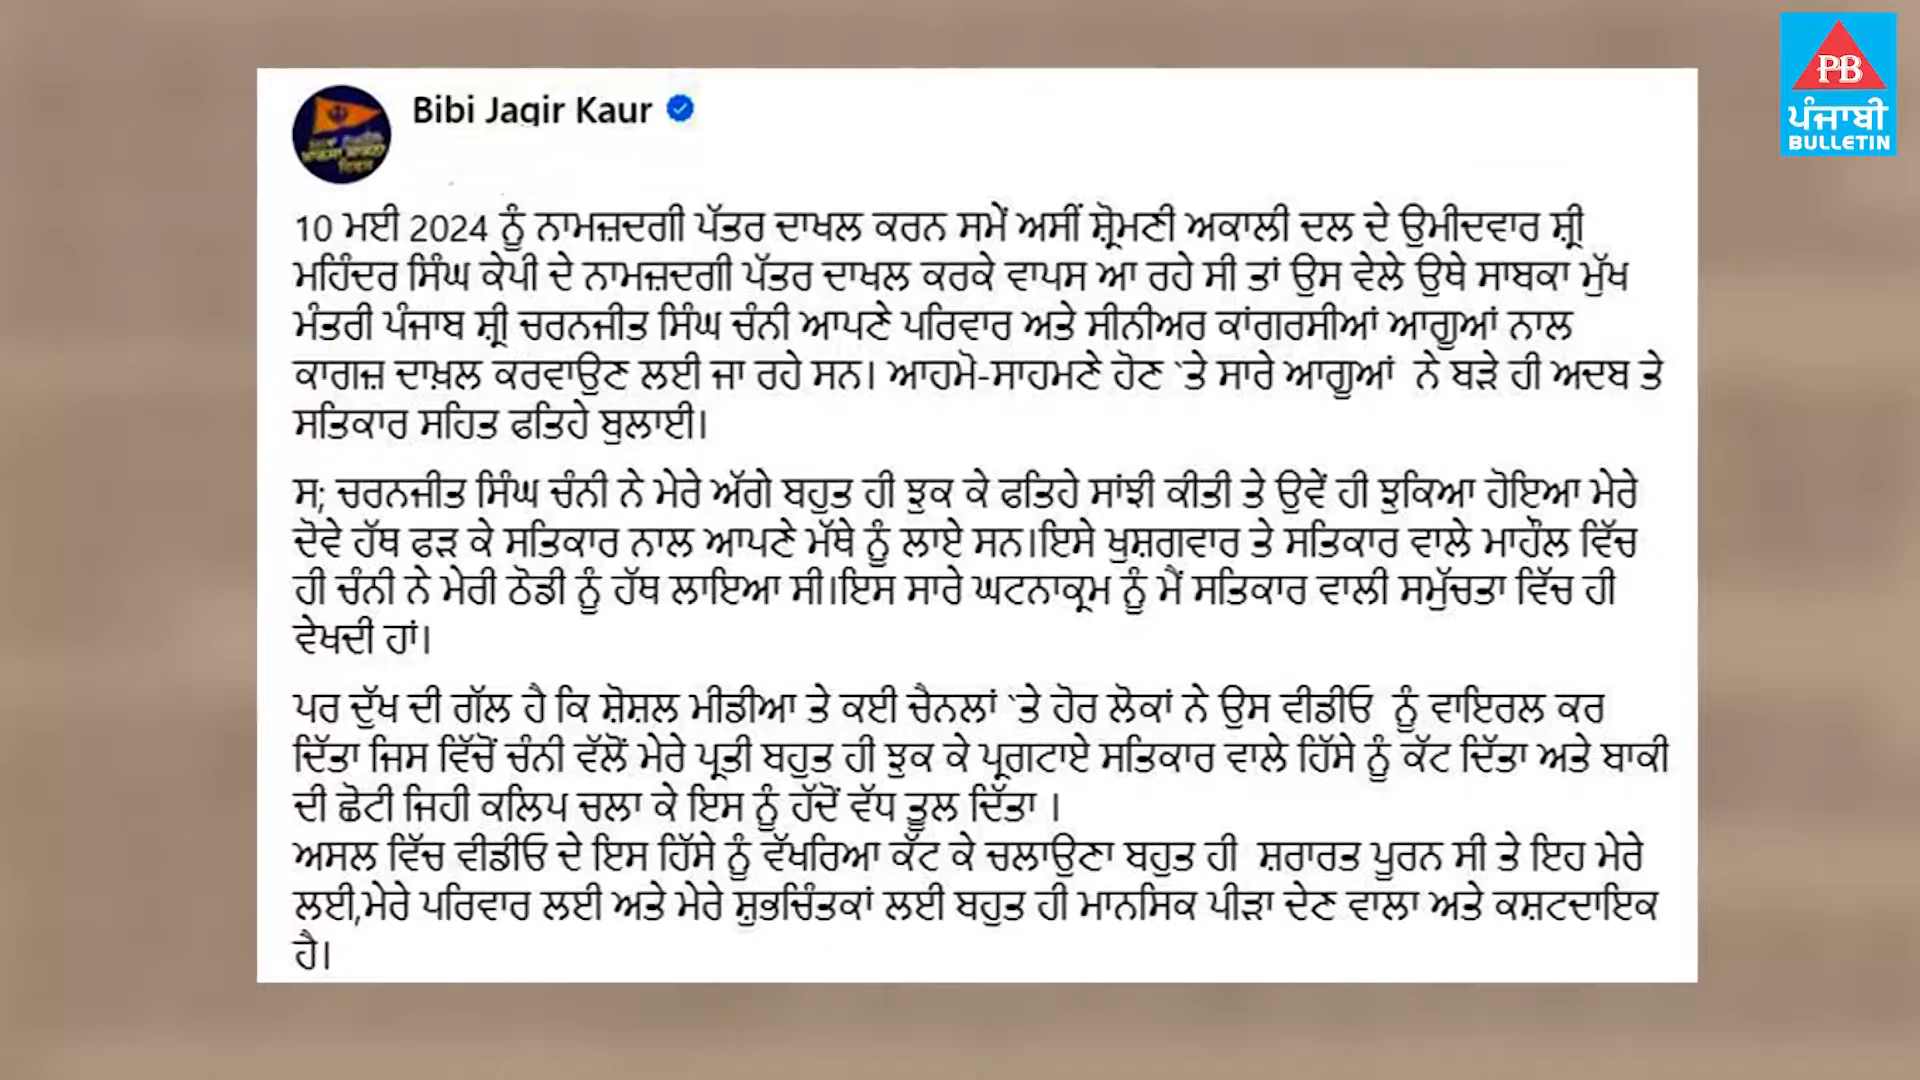 Bibi Jagir Kaur
PB
ਪੰਜਾਬੀ
BULLETIN
10 ਮਈ 2024 ਨੂੰ ਨਾਮਜ਼ਦਗੀ ਪੱਤਰ ਦਾਖਲ ਕਰਨ ਸਮੇਂ ਅਸੀਂ ਸ਼੍ਰੋਮਣੀ ਅਕਾਲੀ ਦਲ ਦੇ ਉਮੀਦਵਾਰ ਸ਼੍ਰੀ
ਮਹਿੰਦਰ ਸਿੰਘ ਕੇਪੀ ਦੇ ਨਾਮਜ਼ਦਗੀ ਪੱਤਰ ਦਾਖਲ ਕਰਕੇ ਵਾਪਸ ਆ ਰਹੇ ਸੀ ਤਾਂ ਉਸ ਵੇਲੇ ਉਥੇ ਸਾਬਕਾ ਮੁੱਖ
ਮੰਤਰੀ ਪੰਜਾਬ ਸ਼੍ਰੀ ਚਰਨਜੀਤ ਸਿੰਘ ਚੰਨੀ ਆਪਣੇ ਪਰਿਵਾਰ ਅਤੇ ਸੀਨੀਅਰ ਕਾਂਗਰਸੀਆਂ ਆਗੂਆਂ ਨਾਲ
ਕਾਗਜ਼ ਦਾਖ਼ਲ ਕਰਵਾਉਣ ਲਈ ਜਾ ਰਹੇ ਸਨ। ਆਹਮੋ-ਸਾਹਮਣੇ ਹੋਣ `ਤੇ ਸਾਰੇ ਆਗੂਆਂ ਨੇ ਬੜੇ ਹੀ ਅਦਬ ਤੇ
ਸਤਿਕਾਰ ਸਹਿਤ ਫਤਿਹੇ ਬੁਲਾਈ।
ਸ; ਚਰਨਜੀਤ ਸਿੰਘ ਚੰਨੀ ਨੇ ਮੇਰੇ ਅੱਗੇ ਬਹੁਤ ਹੀ ਝੁਕ ਕੇ ਫਤਿਹੇ ਸਾਂਝੀ ਕੀਤੀ ਤੇ ਉਵੇਂ ਹੀ ਝੁਕਿਆ ਹੋਇਆ ਮੇਰੇ
ਦੋਵੇ ਹੱਥ ਫੜ ਕੇ ਸਤਿਕਾਰ ਨਾਲ ਆਪਣੇ ਮੱਥੇ ਨੂੰ ਲਾਏ ਸਨ।ਇਸੇ ਖੁਸ਼ਗਵਾਰ ਤੇ ਸਤਿਕਾਰ ਵਾਲੇ ਮਾਹੌਲ ਵਿੱਚ
ਹੀ ਚੰਨੀ ਨੇ ਮੇਰੀ ਠੋਡੀ ਨੂੰ ਹੱਥ ਲਾਇਆ ਸੀ।ਇਸ ਸਾਰੇ ਘਟਨਾਕ੍ਰਮ ਨੂੰ ਮੈਂ ਸਤਿਕਾਰ ਵਾਲੀ ਸਮੁੱਚਤਾ ਵਿੱਚ ਹੀ
ਵੇਖਦੀ ਹਾਂ।
ਪਰ ਦੁੱਖ ਦੀ ਗੱਲ ਹੈ ਕਿ ਸ਼ੋਸ਼ਲ ਮੀਡੀਆ ਤੇ ਕਈ ਚੈਨਲਾਂ `ਤੇ ਹੋਰ ਲੋਕਾਂ ਨੇ ਉਸ ਵੀਡੀਓ ਨੂੰ ਵਾਇਰਲ ਕਰ
ਦਿੱਤਾ ਜਿਸ ਵਿੱਚੋਂ ਚੰਨੀ ਵੱਲੋਂ ਮੇਰੇ ਪ੍ਰਤੀ ਬਹੁਤ ਹੀ ਝੁਕ ਕੇ ਪ੍ਰਗਟਾਏ ਸਤਿਕਾਰ ਵਾਲੇ ਹਿੱਸੇ ਨੂੰ ਕੱਟ ਦਿੱਤਾ ਅਤੇ ਬਾਕੀ
ਦੀ ਛੋਟੀ ਜਿਹੀ ਕਲਿਪ ਚਲਾ ਕੇ ਇਸ ਨੂੰ ਹੱਦੋਂ ਵੱਧ ਤੂਲ ਦਿੱਤਾ ।
ਅਸਲ ਵਿੱਚ ਵੀਡੀਓ ਦੇ ਇਸ ਹਿੱਸੇ ਨੂੰ ਵੱਖਰਿਆ ਕੱਟ ਕੇ ਚਲਾਉਣਾ ਬਹੁਤ ਹੀ ਸ਼ਰਾਰਤ ਪੂਰਨ ਸੀ ਤੇ ਇਹ ਮੇਰੇ
ਲਈ,ਮੇਰੇ ਪਰਿਵਾਰ ਲਈ ਅਤੇ ਮੇਰੇ ਸ਼ੁਭਚਿੰਤਕਾਂ ਲਈ ਬਹੁਤ ਹੀ ਮਾਨਸਿਕ ਪੀੜਾ ਦੇਣ ਵਾਲਾ ਅਤੇ ਕਸ਼ਟਦਾਇਕ
ਹੈ।